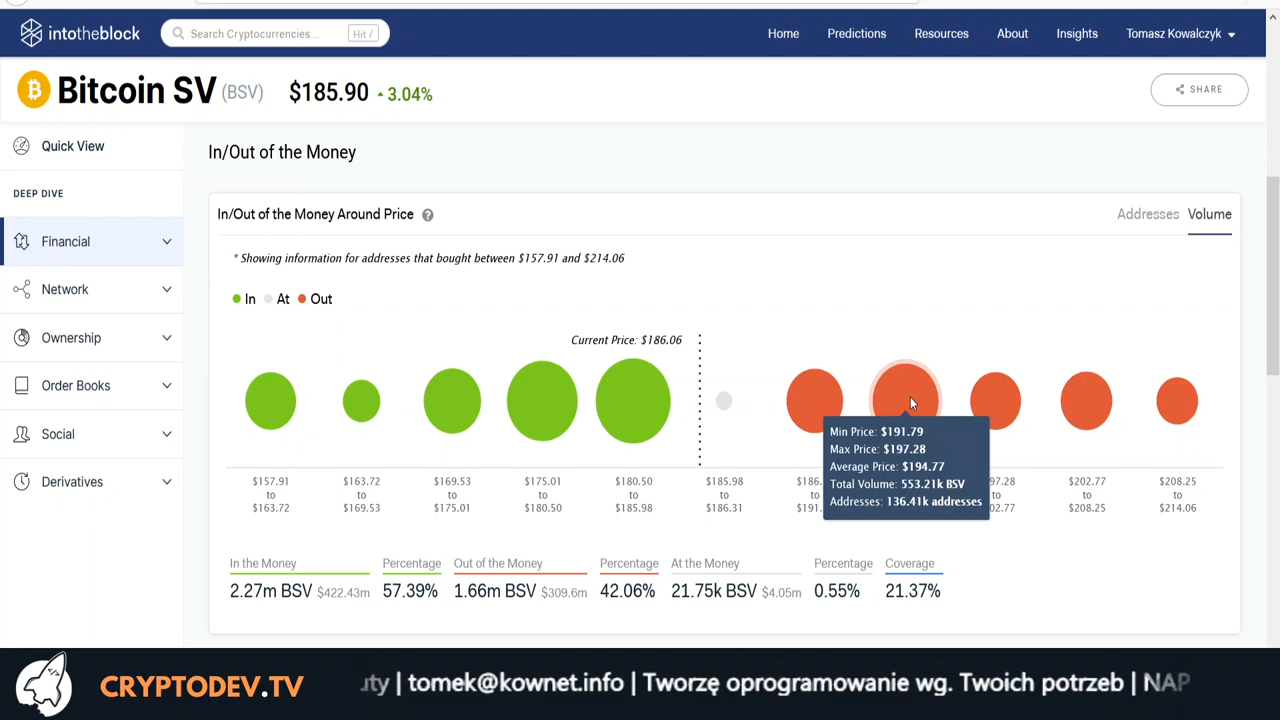 intotheblock
Search Cryptocurrencies... Hit /
Home Predictions Resources About Insights Tomasz Kowalczyk
Bitcoin SV (BSV) $185.90 3.04%
SHARE
Quick View
DEEP DIVE
Financial
Network
Ownership
Order Books
Social
Derivatives
In/Out of the Money
In/Out of the Money Around Price ?
Addresses Volume
* Showing information for addresses that bought between $157.91 and $214.06
In At Out
Current Price: $186.06
Min Price: $191.79
Max Price: $197.28
Average Price: $194.77
Total Volume: 553.21k BSV
Addresses: 136.41k addresses
$157.91 to $163.72
$163.72 to $169.53
$169.53 to $175.01
$175.01 to $180.50
$180.50 to $185.98
$185.98 to $186.31
$202.77 to $208.25
$208.25 to $214.06
In the Money Percentage Out of the Money Percentage At the Money Percentage Coverage
2.27m BSV $422.43m 57.39% 1.66m BSV $309.6m 42.06% 21.75k BSV $4.05m 0.55% 21.37%
CRYPTODEV.TV
uty | tomek@kownet.info | Tworzę oprogramowanie wg. Twoich potrzeb | NAP